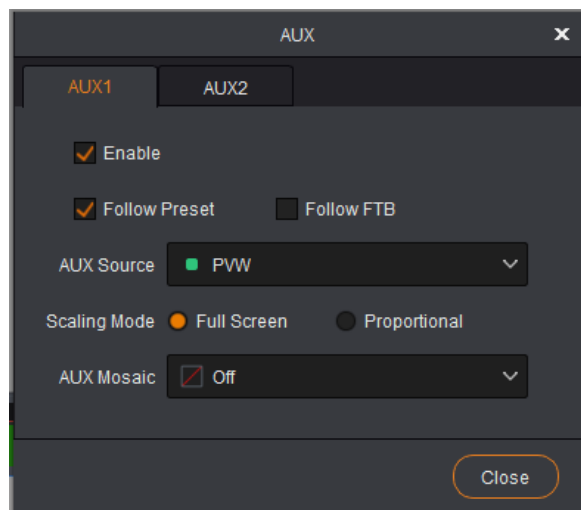 AUX
AUX1 AUX2
Enable
Follow Preset Follow FTB
AUX Source PVW
Scaling Mode Full Screen Proportional
AUX Mosaic Off
Close